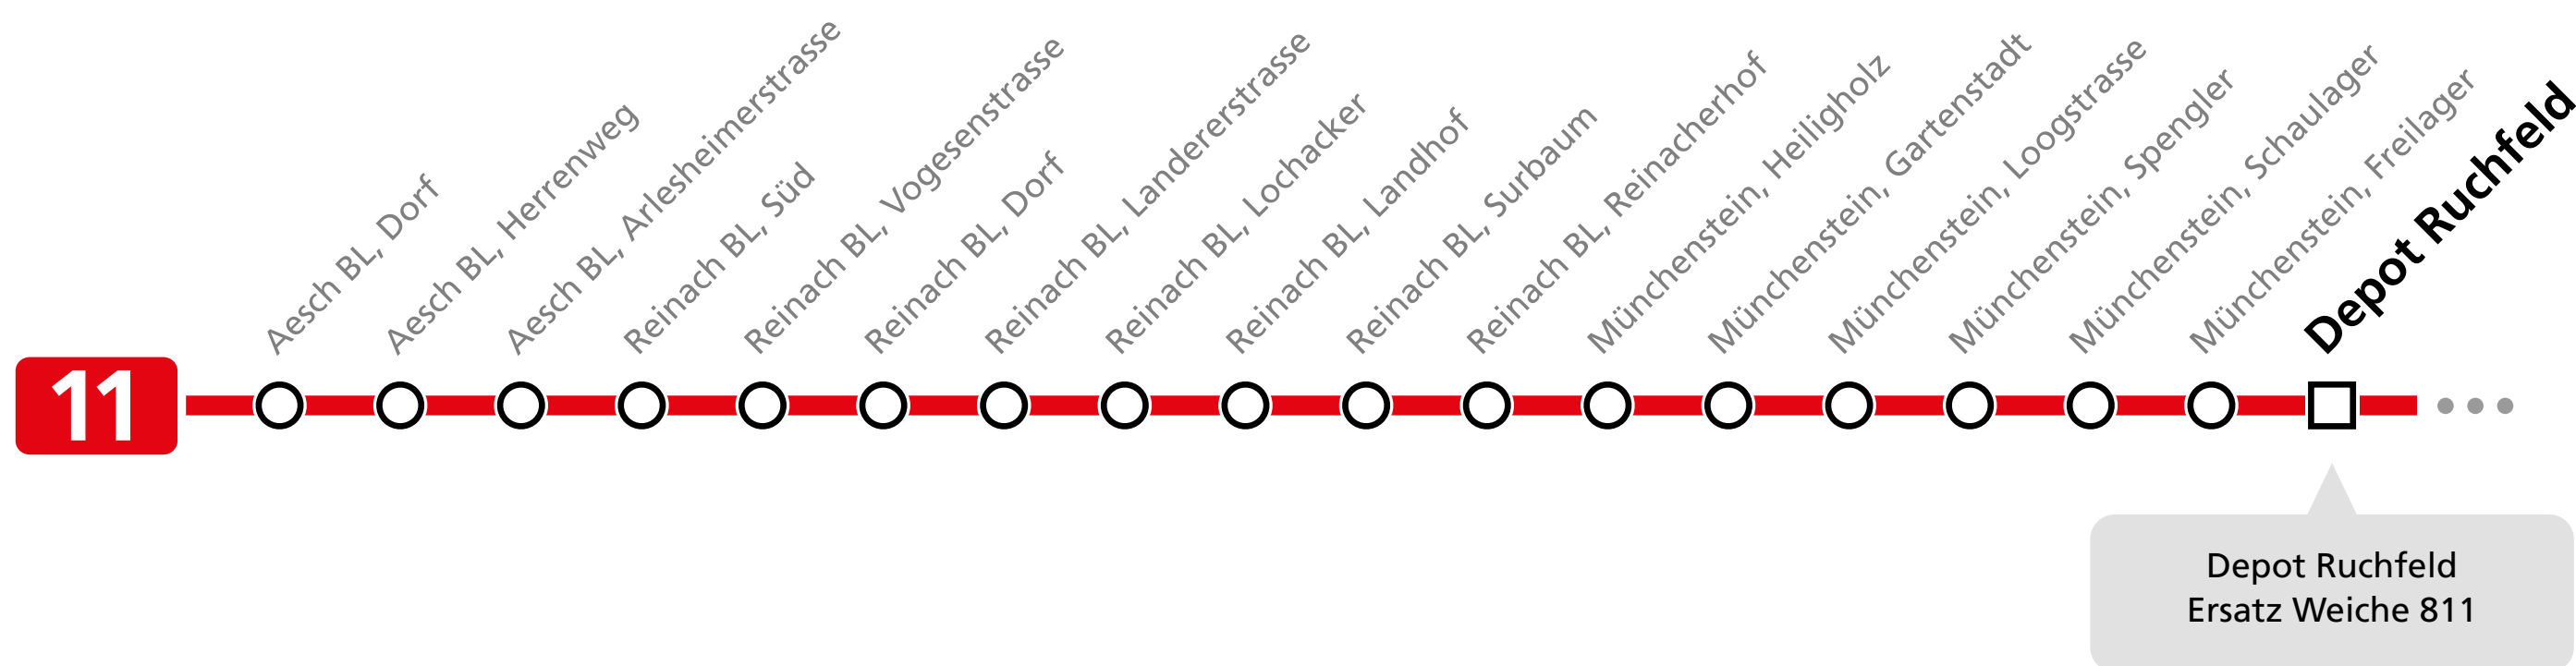 11
Aesch BL, Dorf
Aesch BL, Herrenweg
Aesch BL, Arlesheimerstrasse
Reinach BL, Süd
Reinach BL, Vogesenstrasse
Reinach BL, Dorf
Reinach BL, Landererstrasse
Reinach BL, Lochacker
Reinach BL, Landhof
Reinach BL, Surbaum
Reinach BL, Reinacherhof
Münchenstein, Heiligholz
Münchenstein, Gartenstadt
Münchenstein, Loogstrasse
Münchenstein, Spengler
Münchenstein, Schaulager
Münchenstein, Freilager
Depot Ruchfeld
Depot Ruchfeld
Ersatz Weiche 811